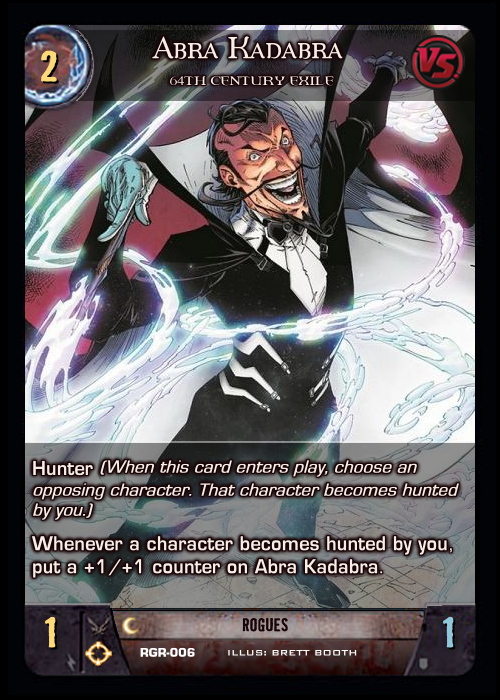 2
Abra Kadabra
64th Century Exile
VS
Hunter (When this card enters play, choose an
opposing character. That character becomes hunted
by you.)
Whenever a character becomes hunted by you,
put a +1/+1 counter on Abra Kadabra.
1
ROGUES
1
RGR-006
ILLUS: BRETT BOOTH